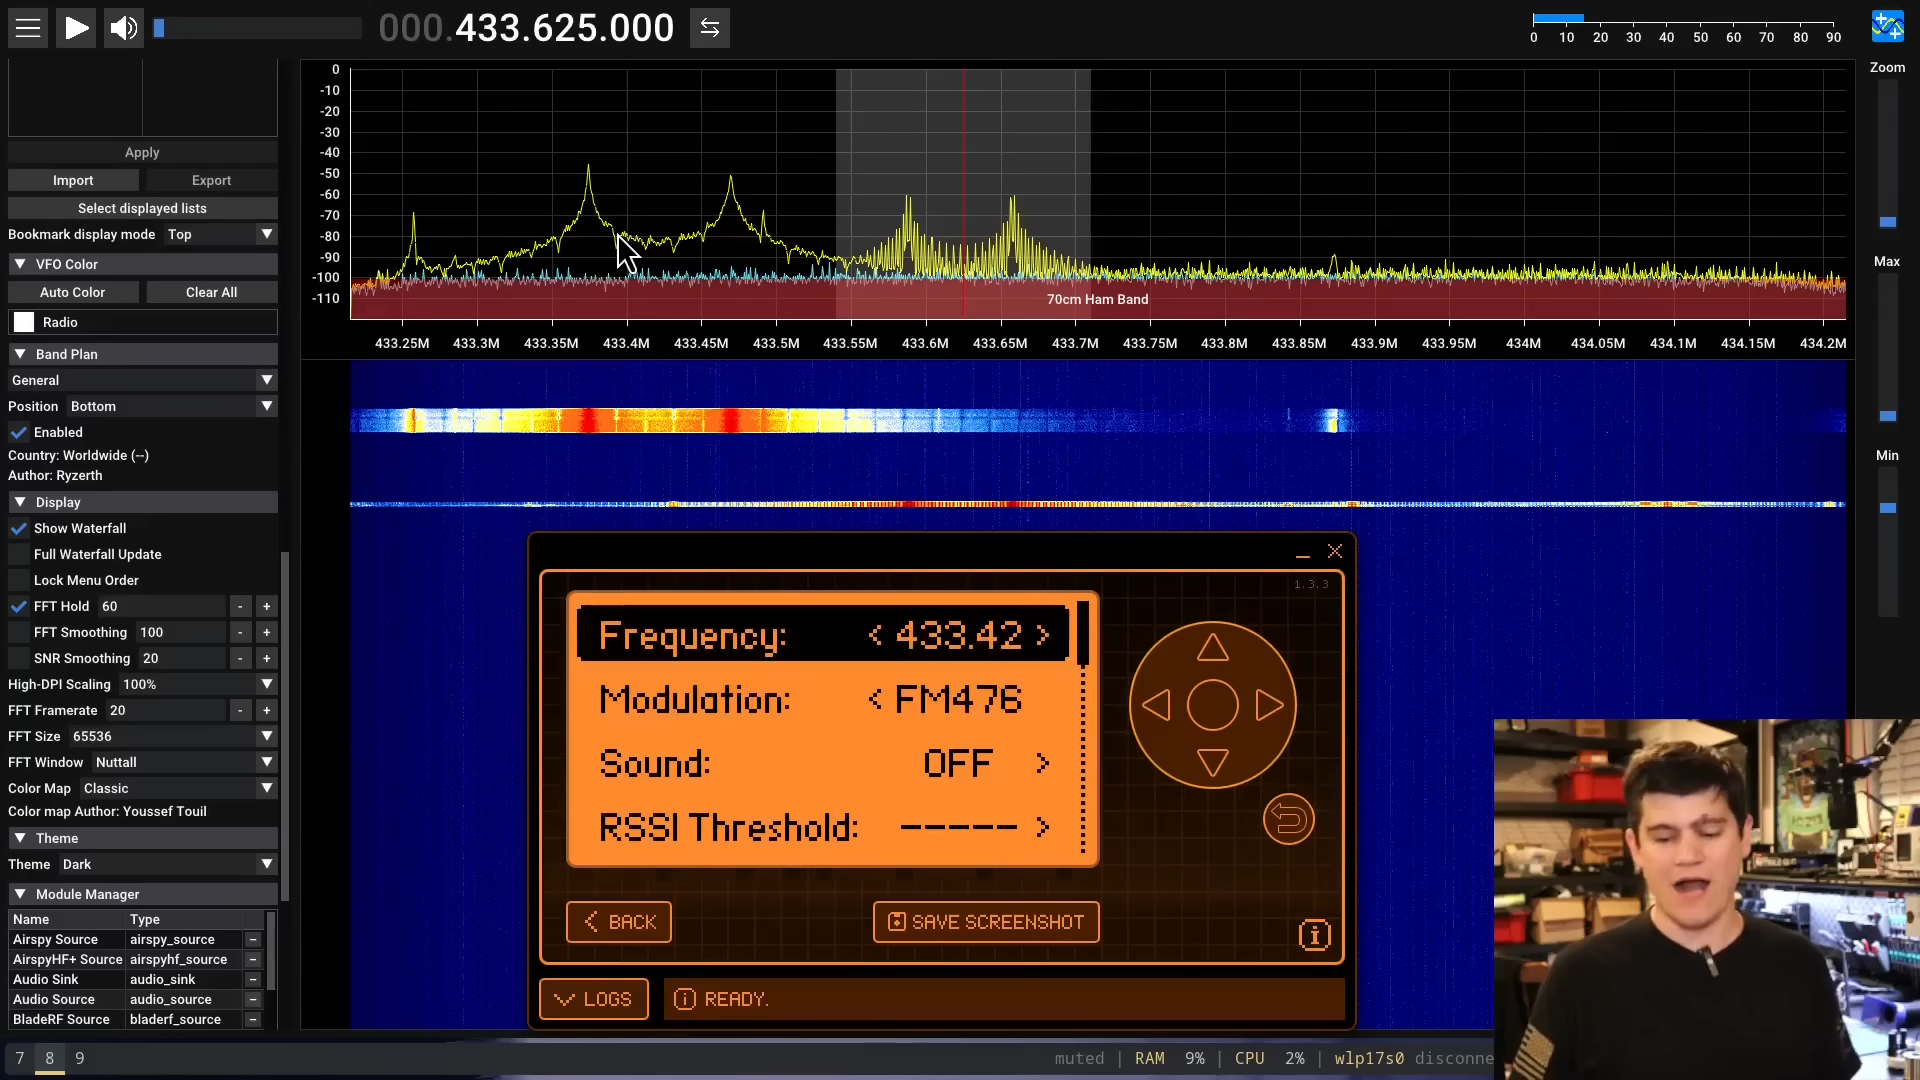 000.433.625.000
0 10 20 30 40 50 60 70 80 90
Apply
Import Export
Select displayed lists
Bookmark display mode Top
VFO Color
Auto Color Clear All
Radio
Band Plan
General
Position Bottom
Enabled
Country: Worldwide (--)
Author: Ryzerth
Display
Show Waterfall
Full Waterfall Update
Lock Menu Order
FFT Hold 60 - +
FFT Smoothing 100 - +
SNR Smoothing 20 - +
High-DPI Scaling 100%
FFT Framerate 20 - +
FFT Size 65536
FFT Window Nuttall
Color Map Classic
Color map Author: Youssef Touil
Theme
Theme Dark
Module Manager
Name Type
Airspy Source airspy_source -
AirspyHF+ Source airspyhf_source -
Audio Sink audio_sink -
Audio Source audio_source -
BladeRF Source bladerf_source -
0
-10
-20
-30
-40
-50
-60
-70
-80
-90
-100
-110
70cm Ham Band
433.25M 433.3M 433.35M 433.4M 433.45M 433.5M 433.55M 433.6M 433.65M 433.7M 433.75M 433.8M 433.85M 433.9M 433.95M 434M 434.05M 434.1M 434.15M 434.2M
Zoom
Max
Min
1.3.3
Frequency: < 433.42 >
Modulation: < FM476
Sound: OFF >
RSSI Threshold: ----- >
BACK
SAVE SCREENSHOT
LOGS
READY.
7 8 9
muted | RAM 9% | CPU 2% | wlp17s0 disconne